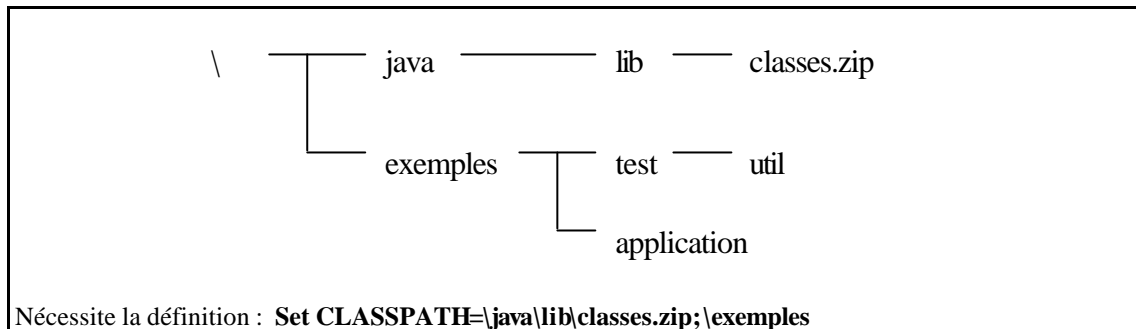 \ java lib classes.zip
exemples test util
application
Nécessite la définition : Set CLASSPATH=\java\lib\classes.zip;\exemples